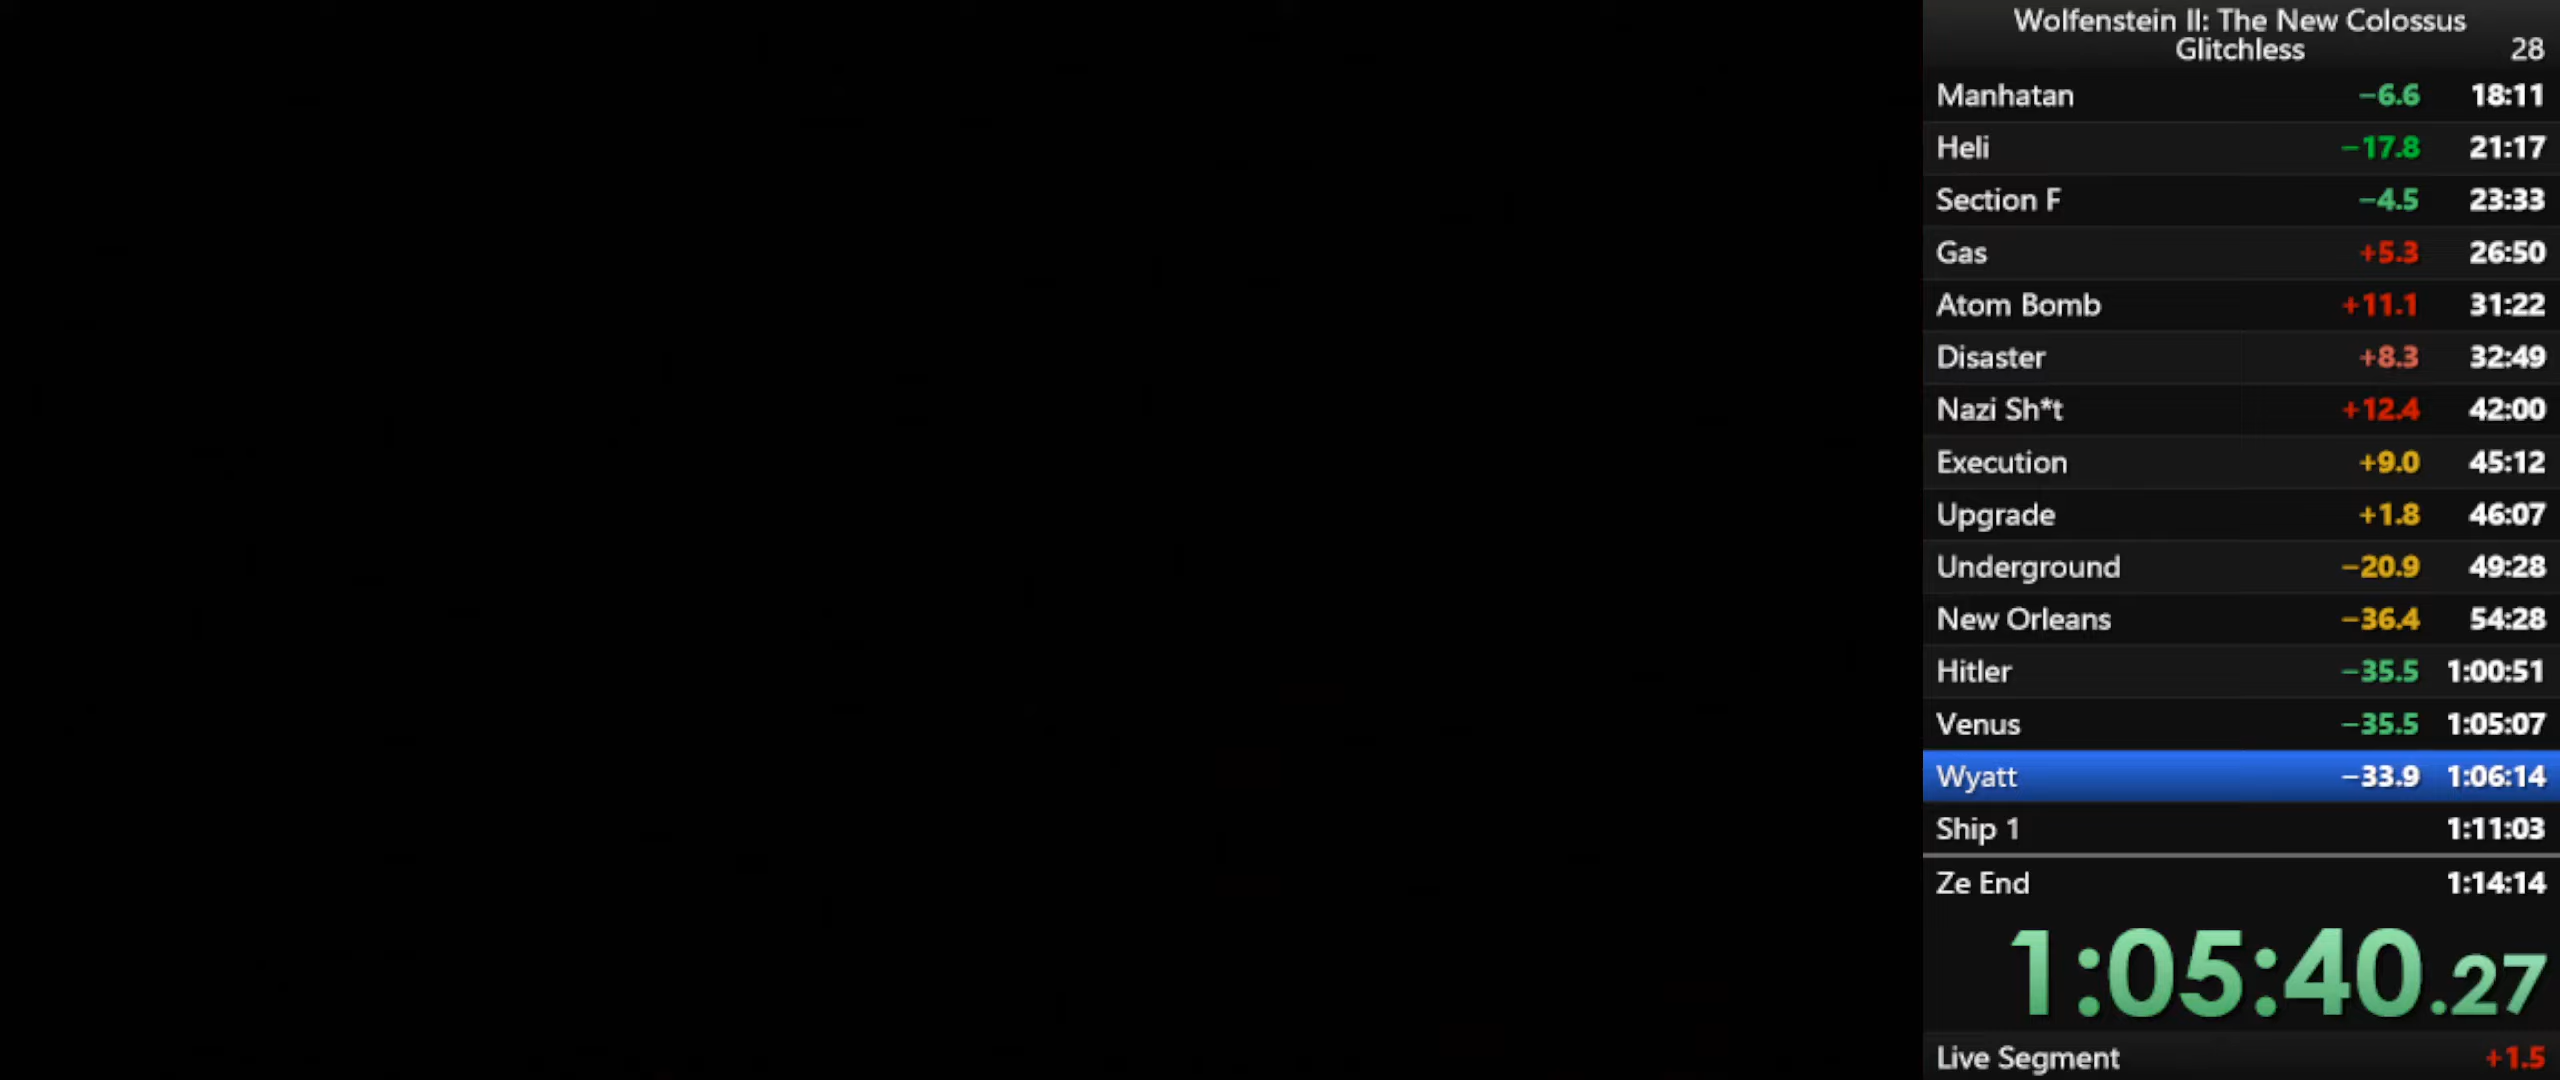 Wolfenstein II: The New Colossus
Glitchless 28
Manhatan −6.6 18:11
Heli −17.8 21:17
Section F −4.5 23:33
Gas +5.3 26:50
Atom Bomb +11.1 31:22
Disaster +8.3 32:49
Nazi Sh*t +12.4 42:00
Execution +9.0 45:12
Upgrade +1.8 46:07
Underground −20.9 49:28
New Orleans −36.4 54:28
Hitler −35.5 1:00:51
Venus −35.5 1:05:07
Wyatt −33.9 1:06:14
Ship 1 1:11:03
Ze End 1:14:14
1:05:40.27
Live Segment +1.5